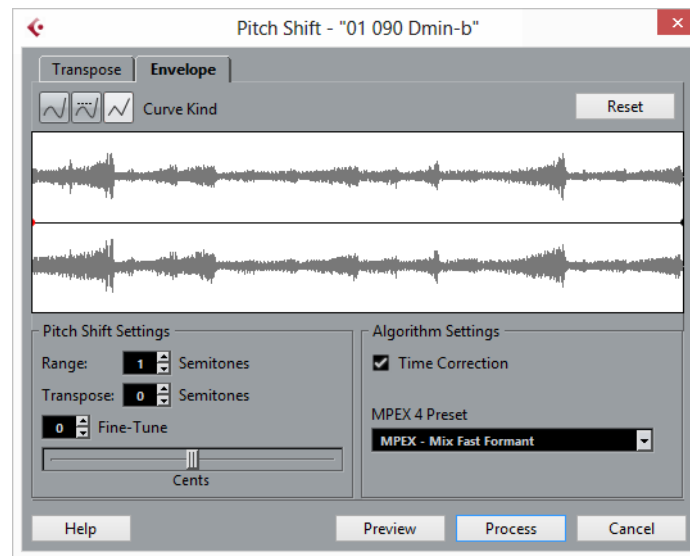 Pitch Shift - "01 090 Dmin-b"
Transpose Envelope
Curve Kind Reset
Pitch Shift Settings Algorithm Settings
Range: 1 Semitones Time Correction
Transpose: 0 Semitones
MPEX 4 Preset
0 Fine-Tune
MPEX - Mix Fast Formant
Cents
Help Preview Process Cancel